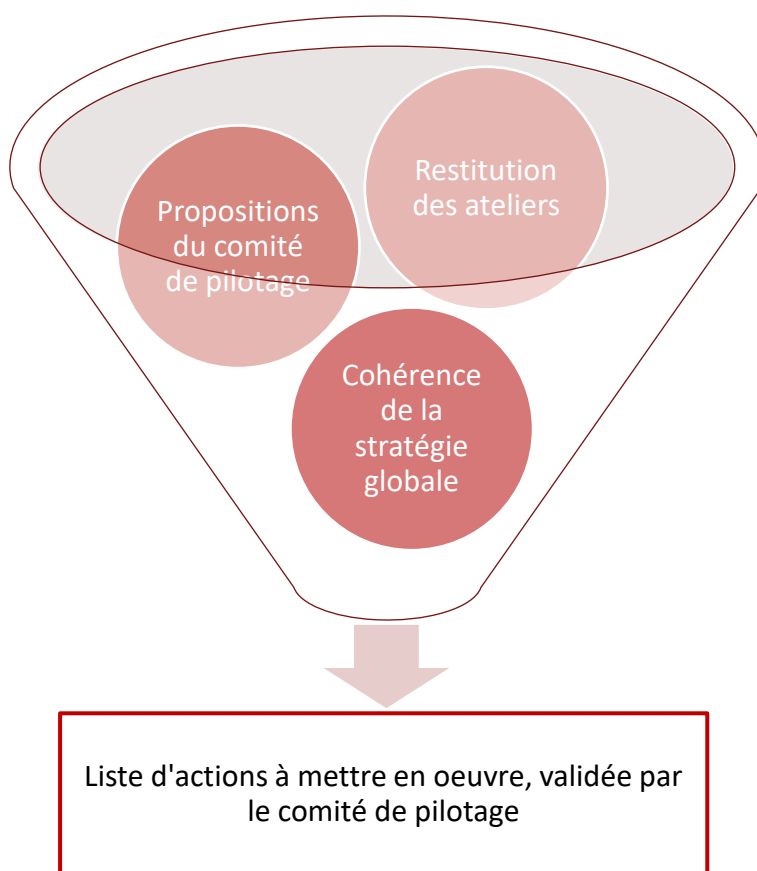 Restitution
des ateliers
Propositions
du comité
de pilotage
Cohérence
de la
stratégie
globale
Liste d'actions à mettre en oeuvre, validée par
le comité de pilotage